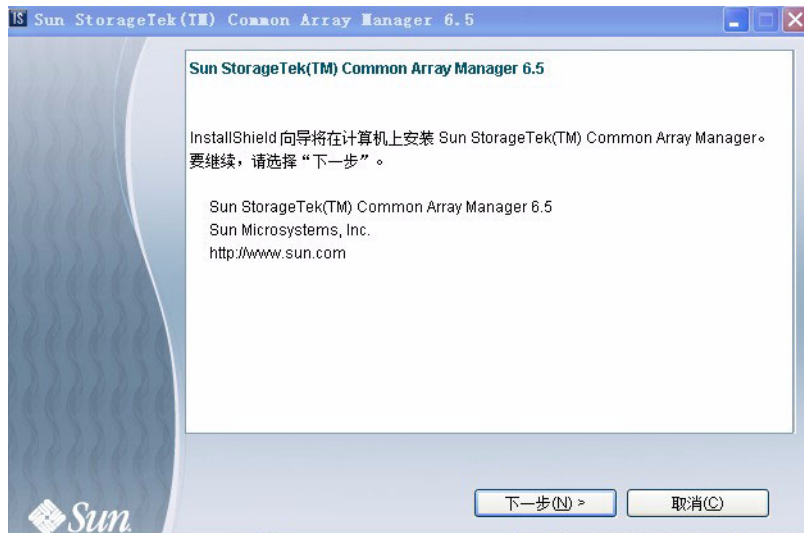 IS Sun StorageTek(TM) Common Array Manager 6.5
Sun StorageTek(TM) Common Array Manager 6.5
InstallShield 向导将在计算机上安装 Sun StorageTek(TM) Common Array Manager。
要继续，请选择“下一步”。
Sun StorageTek(TM) Common Array Manager 6.5
Sun Microsystems, Inc.
http://www.sun.com
下一步(N) >
取消(C)
Sun